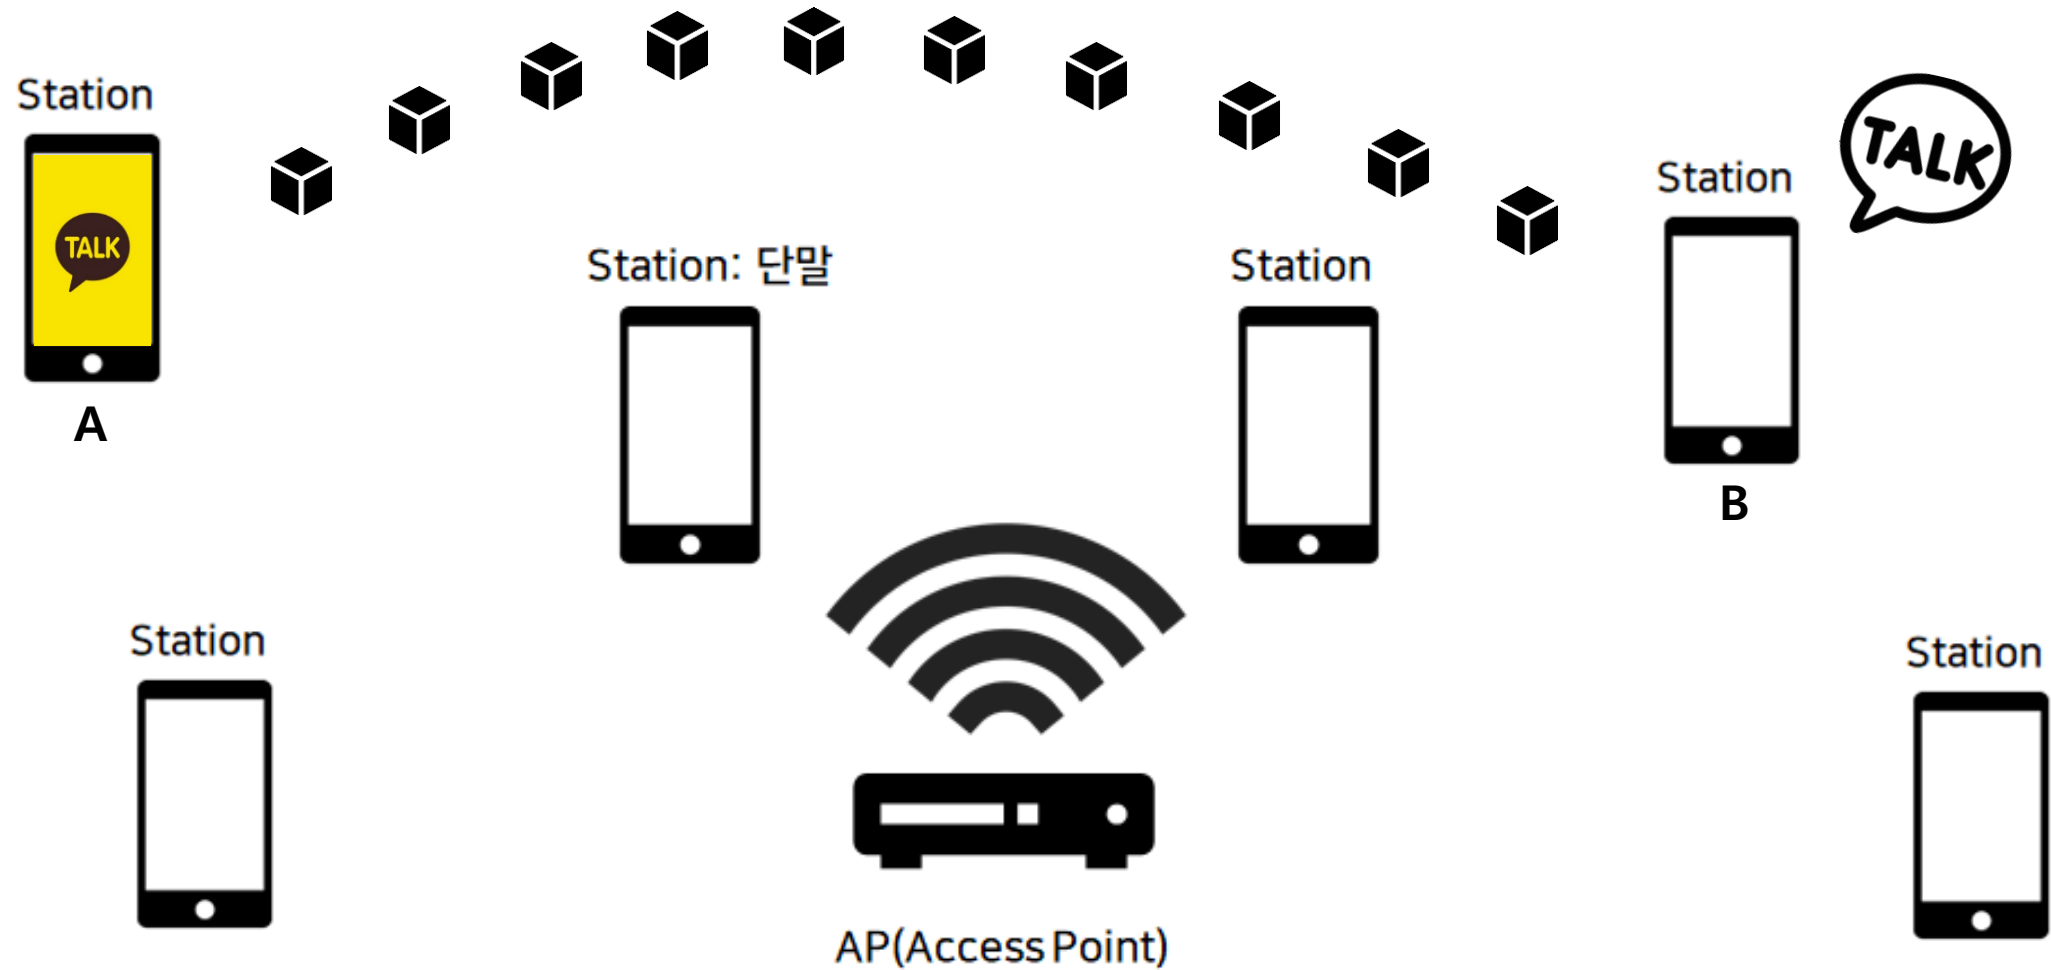 Station
TALK
A
Station: 단말
Station
Station
TALK
B
Station
Station
AP(Access Point)